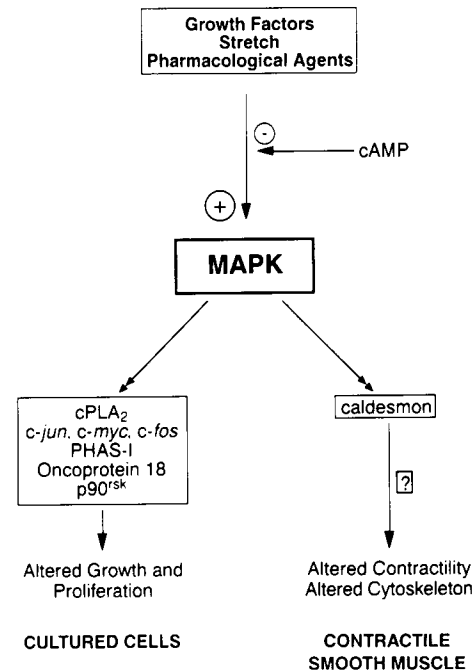 Growth Factors
Stretch
Pharmacological Agents
-
cAMP
+
MAPK
cPLA₂
c-jun, c-myc, c-fos
PHAS-I
Oncoprotein 18
p90ʳˢᵏ
caldesmon
?
Altered Growth and
Proliferation
Altered Contractility
Altered Cytoskeleton
CULTURED CELLS
CONTRACTILE
SMOOTH MUSCLE